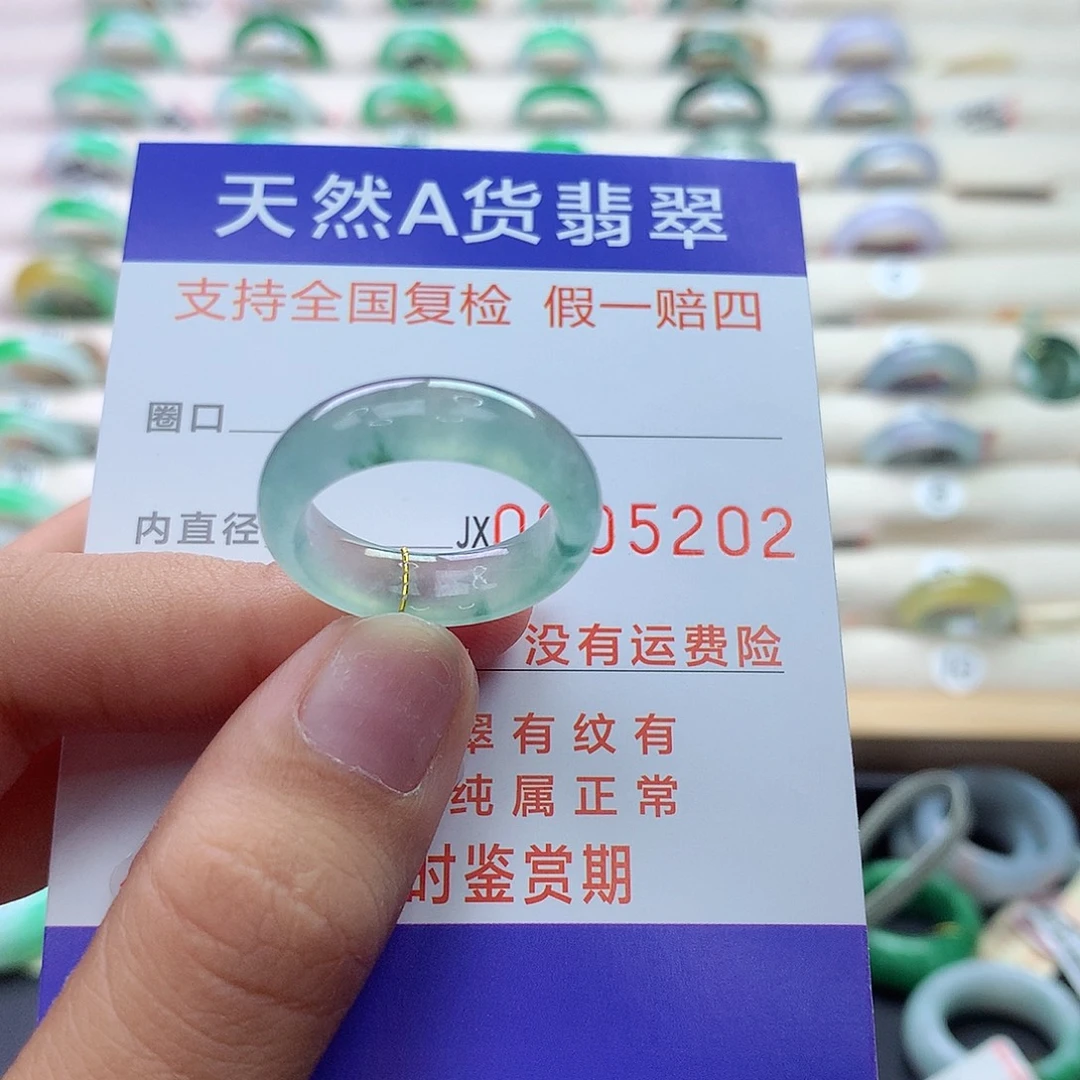 天然A货翡翠
支持全国复检 假一赔四
圈口
内直径
JX0 05202
没有运费险
翠有纹有
纯属正常
时鉴赏期